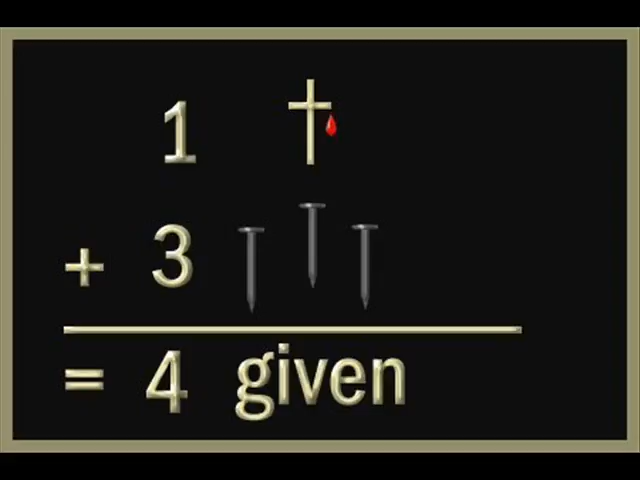 1
+ 3
= 4 given